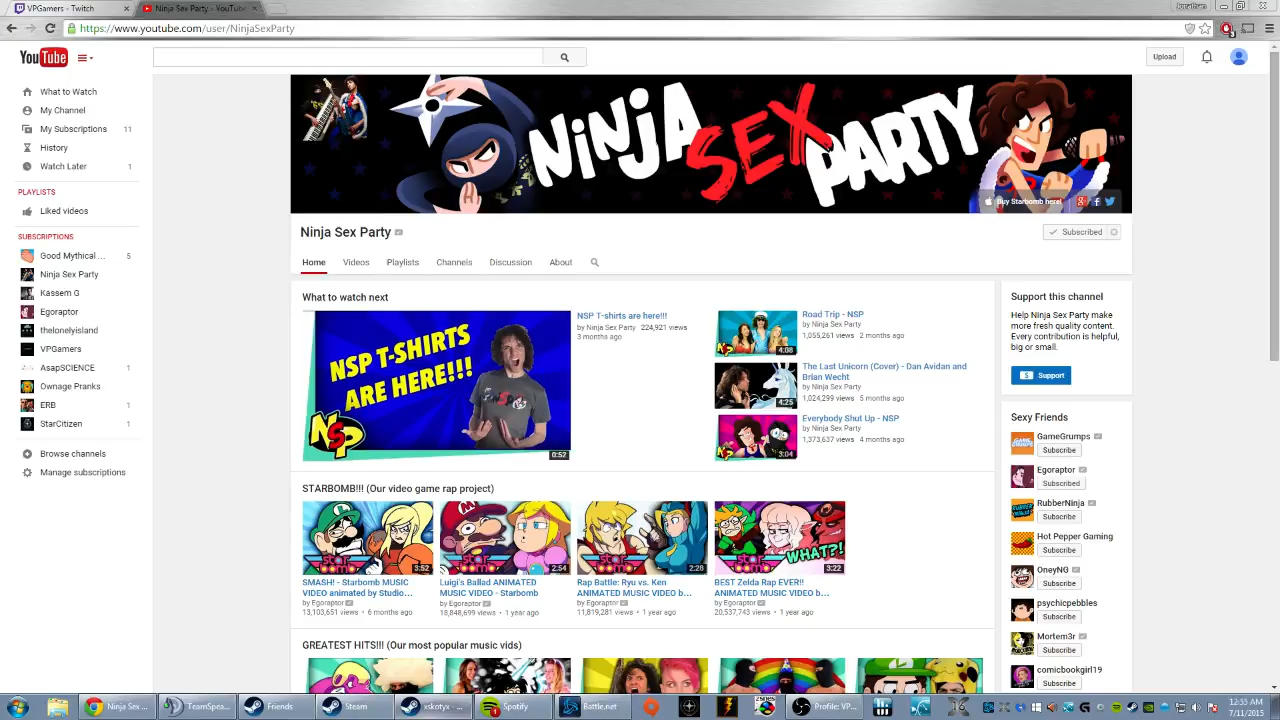 VPGamers - Twitch
youtube.com - YouTub
https://www.youtube.com/user/NinjaSexParty
YouTube
Upload
What to Watch
My Channel
My Subscriptions 11
History
Watch Later 1
PLAYLISTS
Liked videos
SUBSCRIPTIONS
Good Mythical ... 5
Ninja Sex Party
Kassem G
Egoraptor
thelonelyisland
VPGamers
AsapSCIENCE 1
Ownage Pranks
ERB 1
StarCitizen 1
Browse channels
Manage subscriptions
NINJA SEX PARTY
Buy Starbomb here!
Ninja Sex Party
Subscribed
Home Videos Playlists Channels Discussion About
What to watch next
NSP T-SHIRTS
ARE HERE!!!
NSP
0:52
NSP T-shirts are here!!!
by Ninja Sex Party 224,921 views
3 months ago
4:08
Road Trip - NSP
by Ninja Sex Party
1,055,261 views 2 months ago
4:25
The Last Unicorn (Cover) - Dan Avidan and
Brian Wecht
by Ninja Sex Party
1,024,299 views 5 months ago
3:04
Everybody Shut Up - NSP
by Ninja Sex Party
1,373,637 views 4 months ago
STARBOMB!!! (Our video game rap project)
STAR BOMB
3:52
SMASH! - Starbomb MUSIC
VIDEO animated by Studio...
by Egoraptor
13,103,651 views • 6 months ago
STAR BOMB
2:54
Luigi's Ballad ANIMATED
MUSIC VIDEO - Starbomb
by Egoraptor
18,848,699 views • 1 year ago
STAR BOMB
2:28
Rap Battle: Ryu vs. Ken
ANIMATED MUSIC VIDEO b...
by Egoraptor
11,819,281 views • 1 year ago
STAR BOMB
WHAT?!
3:22
BEST Zelda Rap EVER!!
ANIMATED MUSIC VIDEO b...
by Egoraptor
20,537,743 views • 1 year ago
GREATEST HITS!!! (Our most popular music vids)
Support this channel
Help Ninja Sex Party make
more fresh quality content.
Every contribution is helpful,
big or small.
Support
Sexy Friends
GameGrumps
Subscribe
Egoraptor
Subscribed
RubberNinja
Subscribe
Hot Pepper Gaming
Subscribe
OneyNG
Subscribe
psychicpebbles
Subscribe
Mortem3r
Subscribe
comicbookgirl19
Subscribe
Ninja Sex ...
TeamSpea...
Friends
Steam
xskotyx - ...
Spotify
Battle.net
Profile: VP...
12:35 AM
7/11/2015